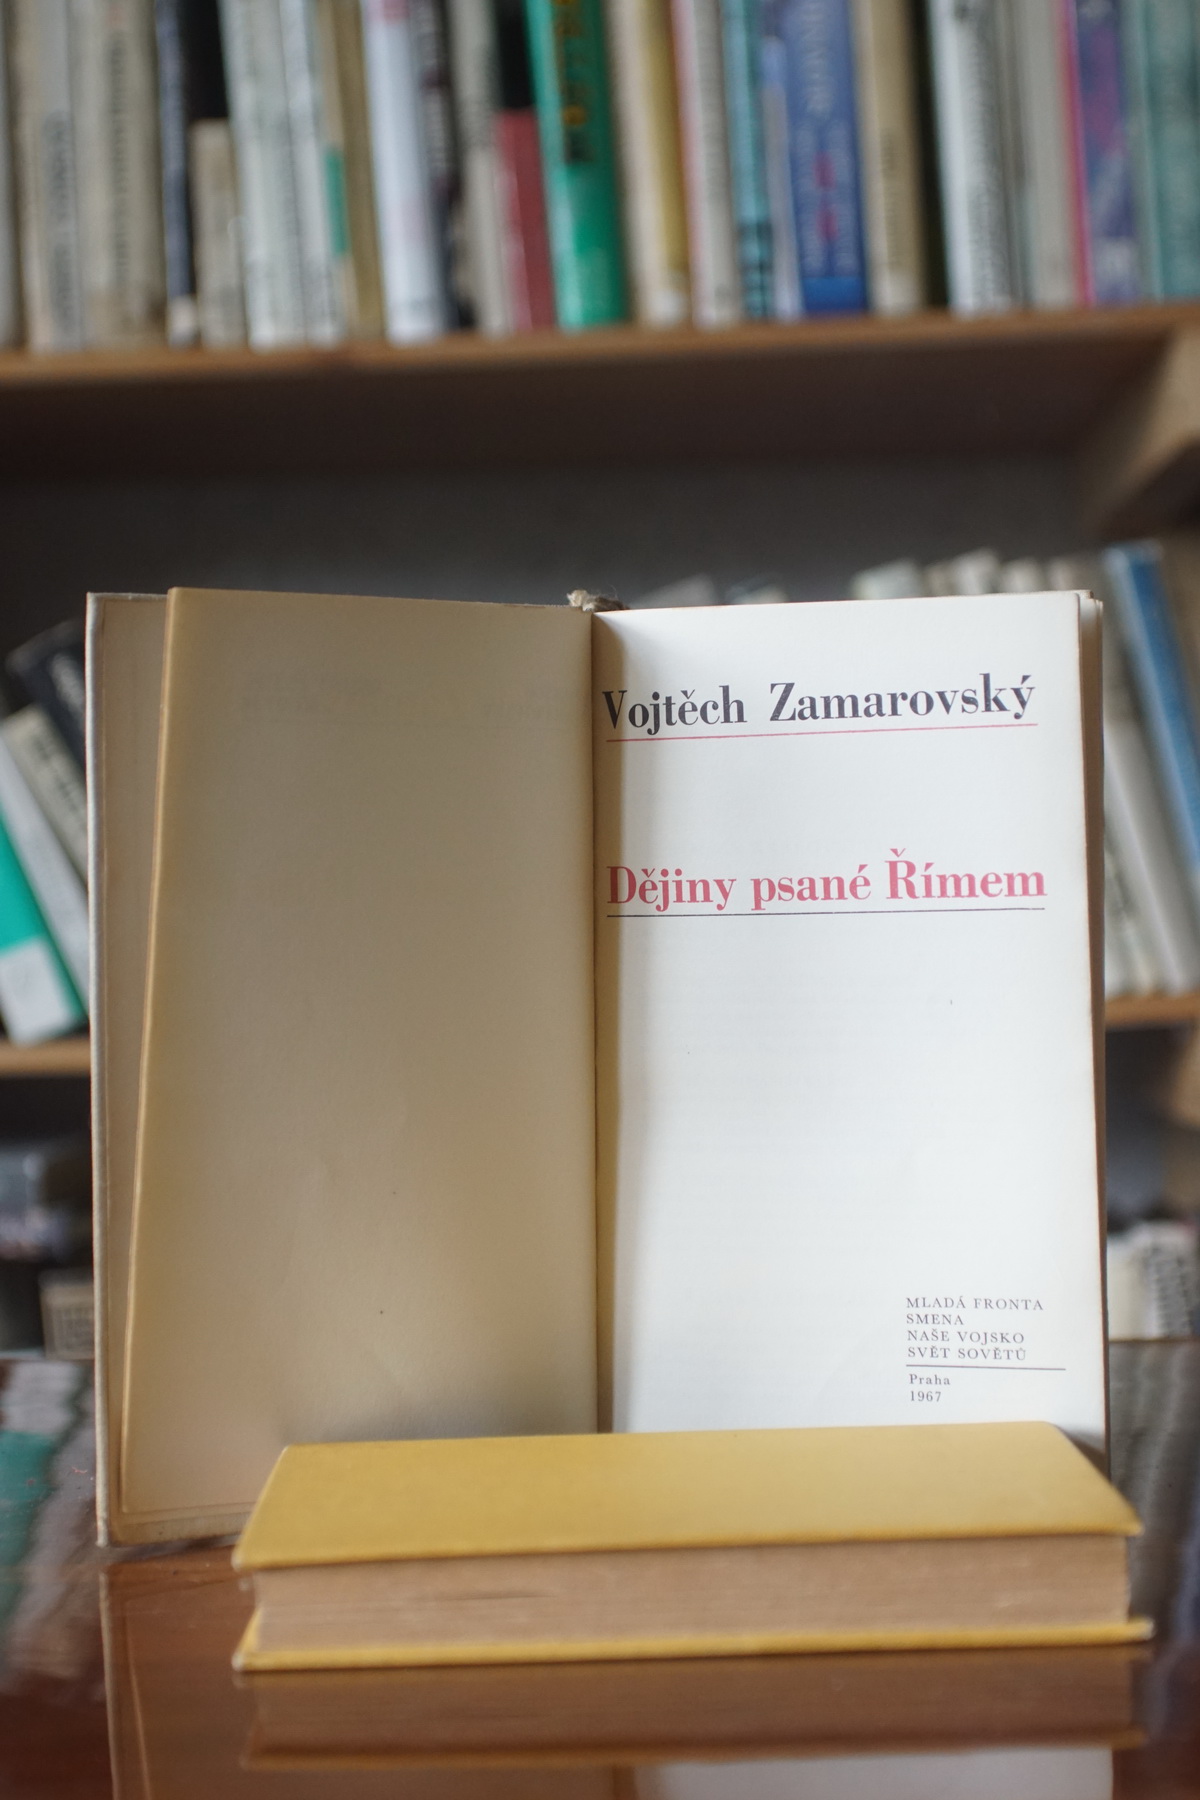 Vojtěch Zamarovský
Dějiny psané Římem
MLADÁ FRONTA
SMENA
NAŠE VOJSKO
SVĚT SOVĚTŮ
Praha
1967